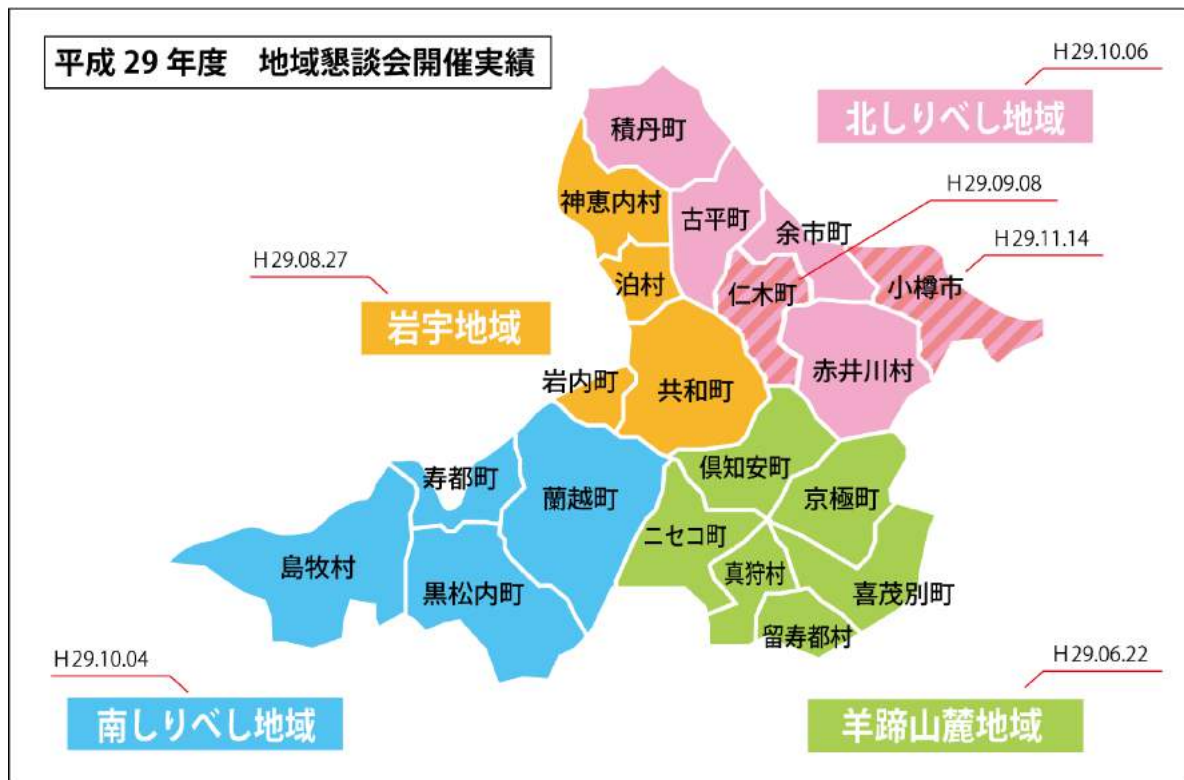 平成 29 年度　地域懇談会開催実績
H29.10.06
北しりべし地域
積丹町
H29.09.08
神恵内村
古平町
余市町
H29.11.14
H29.08.27
泊村
仁木町
小樽市
岩宇地域
岩内町
共和町
赤井川村
寿都町
蘭越町
倶知安町
京極町
ニセコ町
島牧村
黒松内町
真狩村
喜茂別町
留寿都村
H29.10.04
南しりべし地域
H29.06.22
羊蹄山麓地域